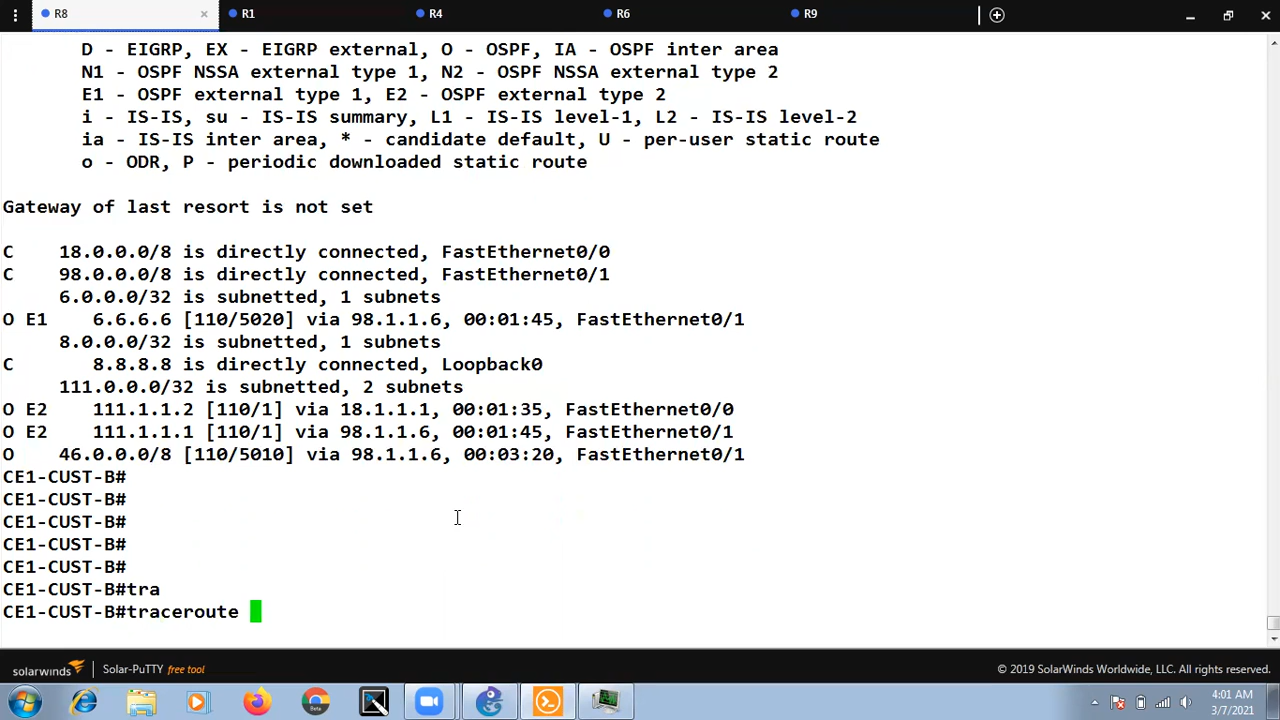 R8 × R1 R4 R6 R9
D - EIGRP, EX - EIGRP external, O - OSPF, IA - OSPF inter area
N1 - OSPF NSSA external type 1, N2 - OSPF NSSA external type 2
E1 - OSPF external type 1, E2 - OSPF external type 2
i - IS-IS, su - IS-IS summary, L1 - IS-IS level-1, L2 - IS-IS level-2
ia - IS-IS inter area, * - candidate default, U - per-user static route
o - ODR, P - periodic downloaded static route
Gateway of last resort is not set
C 18.0.0.0/8 is directly connected, FastEthernet0/0
C 98.0.0.0/8 is directly connected, FastEthernet0/1
6.0.0.0/32 is subnetted, 1 subnets
O E1 6.6.6.6 [110/5020] via 98.1.1.6, 00:01:45, FastEthernet0/1
8.0.0.0/32 is subnetted, 1 subnets
C 8.8.8.8 is directly connected, Loopback0
111.0.0.0/32 is subnetted, 2 subnets
O E2 111.1.1.2 [110/1] via 18.1.1.1, 00:01:35, FastEthernet0/0
O E2 111.1.1.1 [110/1] via 98.1.1.6, 00:01:45, FastEthernet0/1
O 46.0.0.0/8 [110/5010] via 98.1.1.6, 00:03:20, FastEthernet0/1
CE1-CUST-B#
CE1-CUST-B#
CE1-CUST-B#
CE1-CUST-B#
CE1-CUST-B#
CE1-CUST-B#tra
CE1-CUST-B#traceroute
solarwinds Solar-PuTTY free tool © 2019 SolarWinds Worldwide, LLC. All rights reserved.
Beta
4:01 AM
3/7/2021